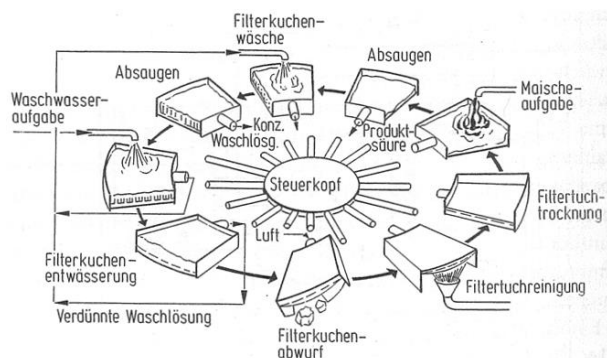 Filterkuchen-
wäsche
Absaugen
Absaugen
Maische-
aufgabe
Waschwasser-
aufgabe
Konz.
Waschlösg.
Produkt-
säure
Steuerkopf
Filtertuch-
trocknung
Luft
Filterkuchen-
entwässerung
Filtertuchreinigung
Verdünnte Waschlösung
Filterkuchen-
abwurf